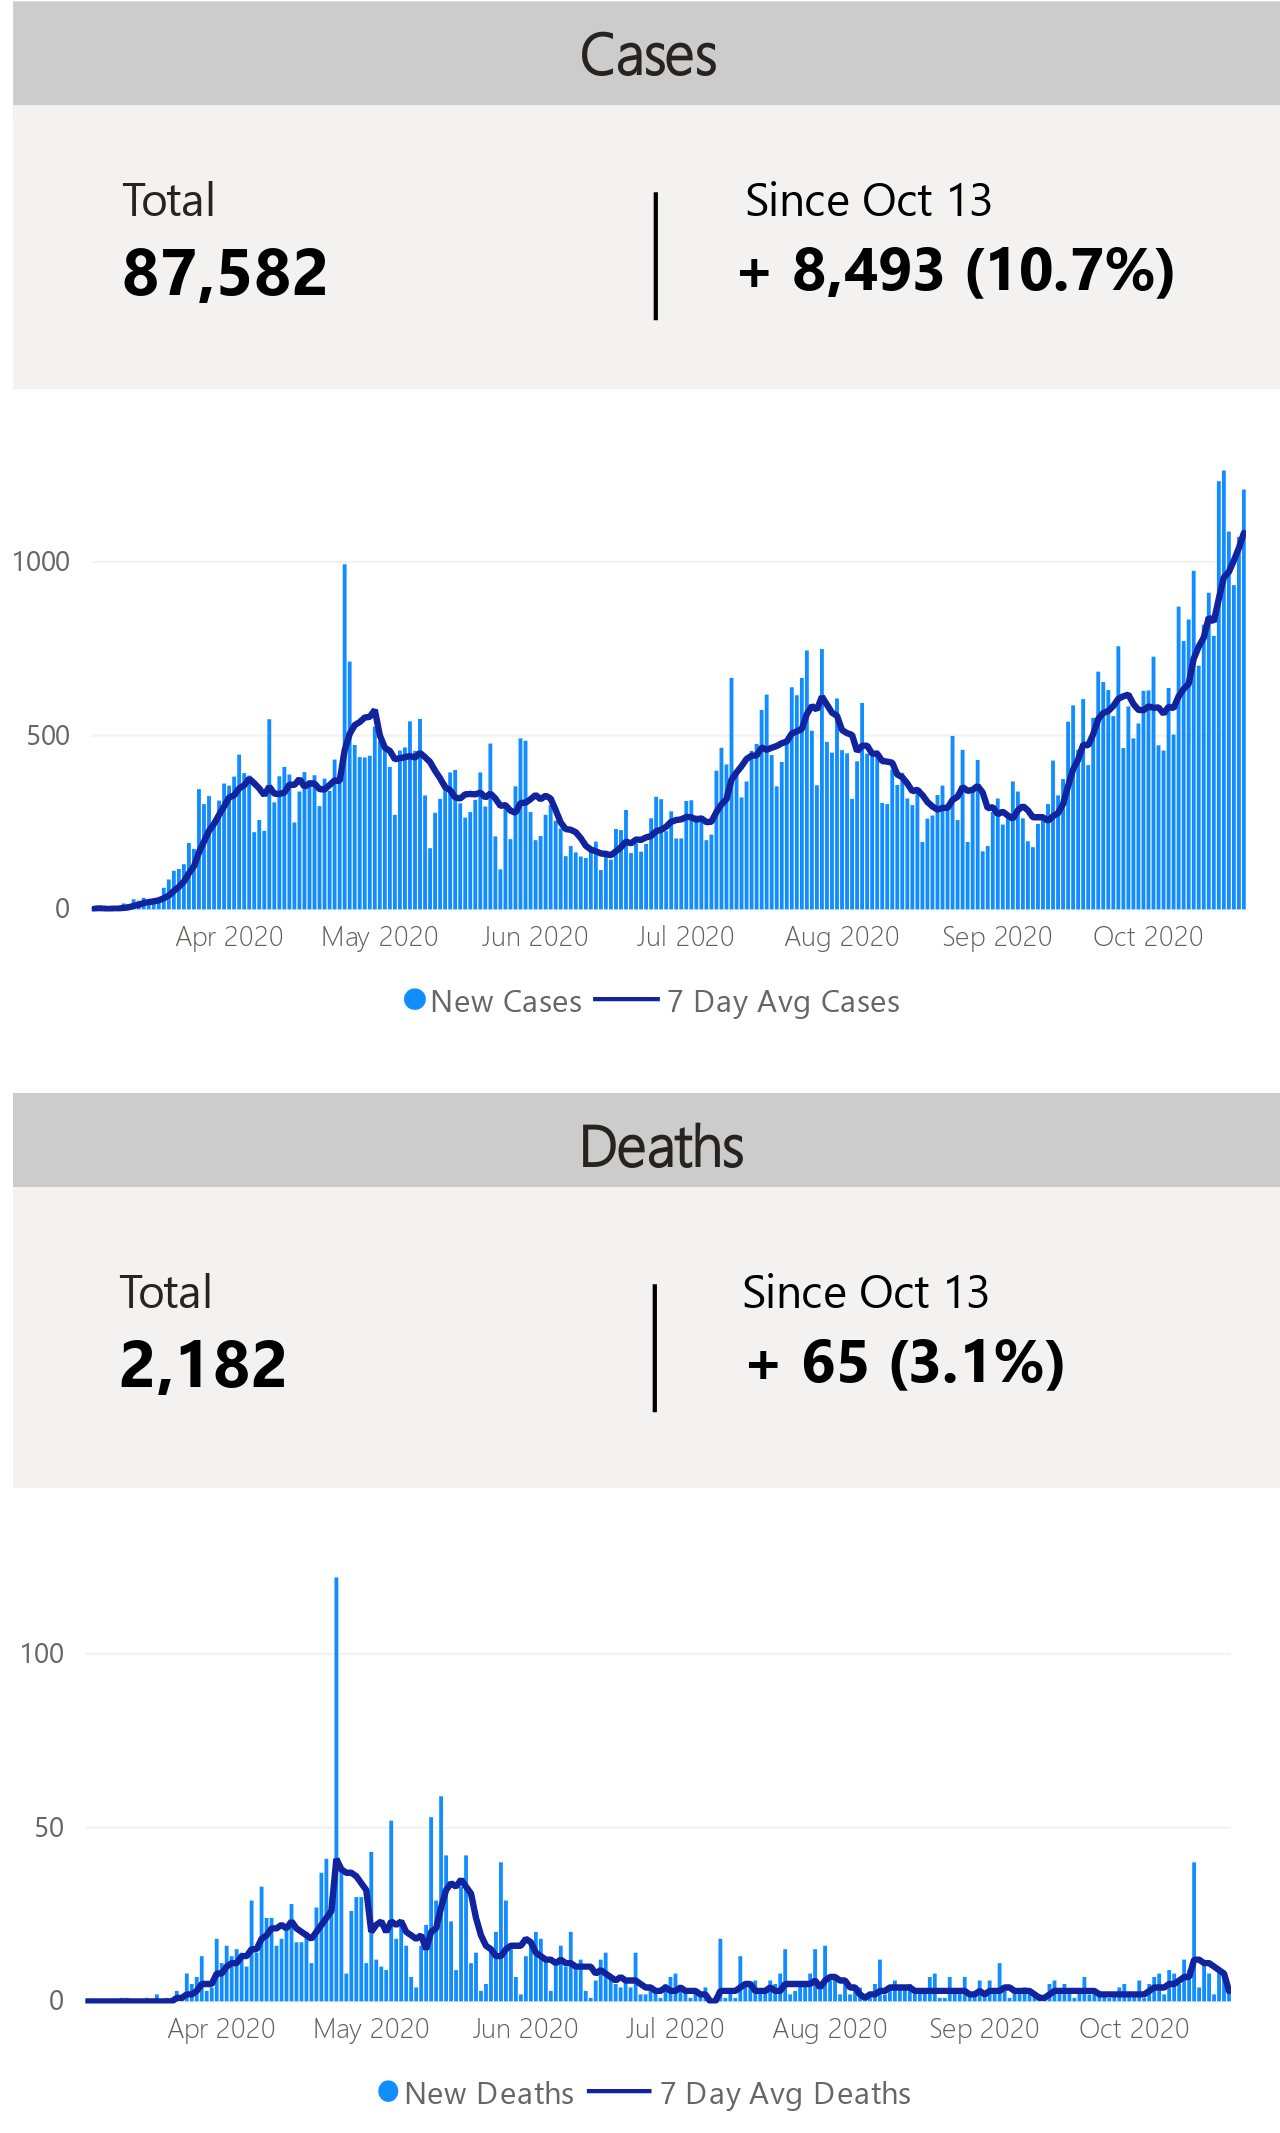 Cases
Total
Since Oct 13
87,582
+ 8,493 (10.7%)
1000
500
0
Apr 2020 May 2020 Jun 2020 Jul 2020 Aug 2020 Sep 2020 Oct 2020
New Cases 7 Day Avg Cases
Deaths
Total
Since Oct 13
2,182
+ 65 (3.1%)
100
50
0
Apr 2020 May 2020 Jun 2020 Jul 2020 Aug 2020 Sep 2020 Oct 2020
New Deaths 7 Day Avg Deaths